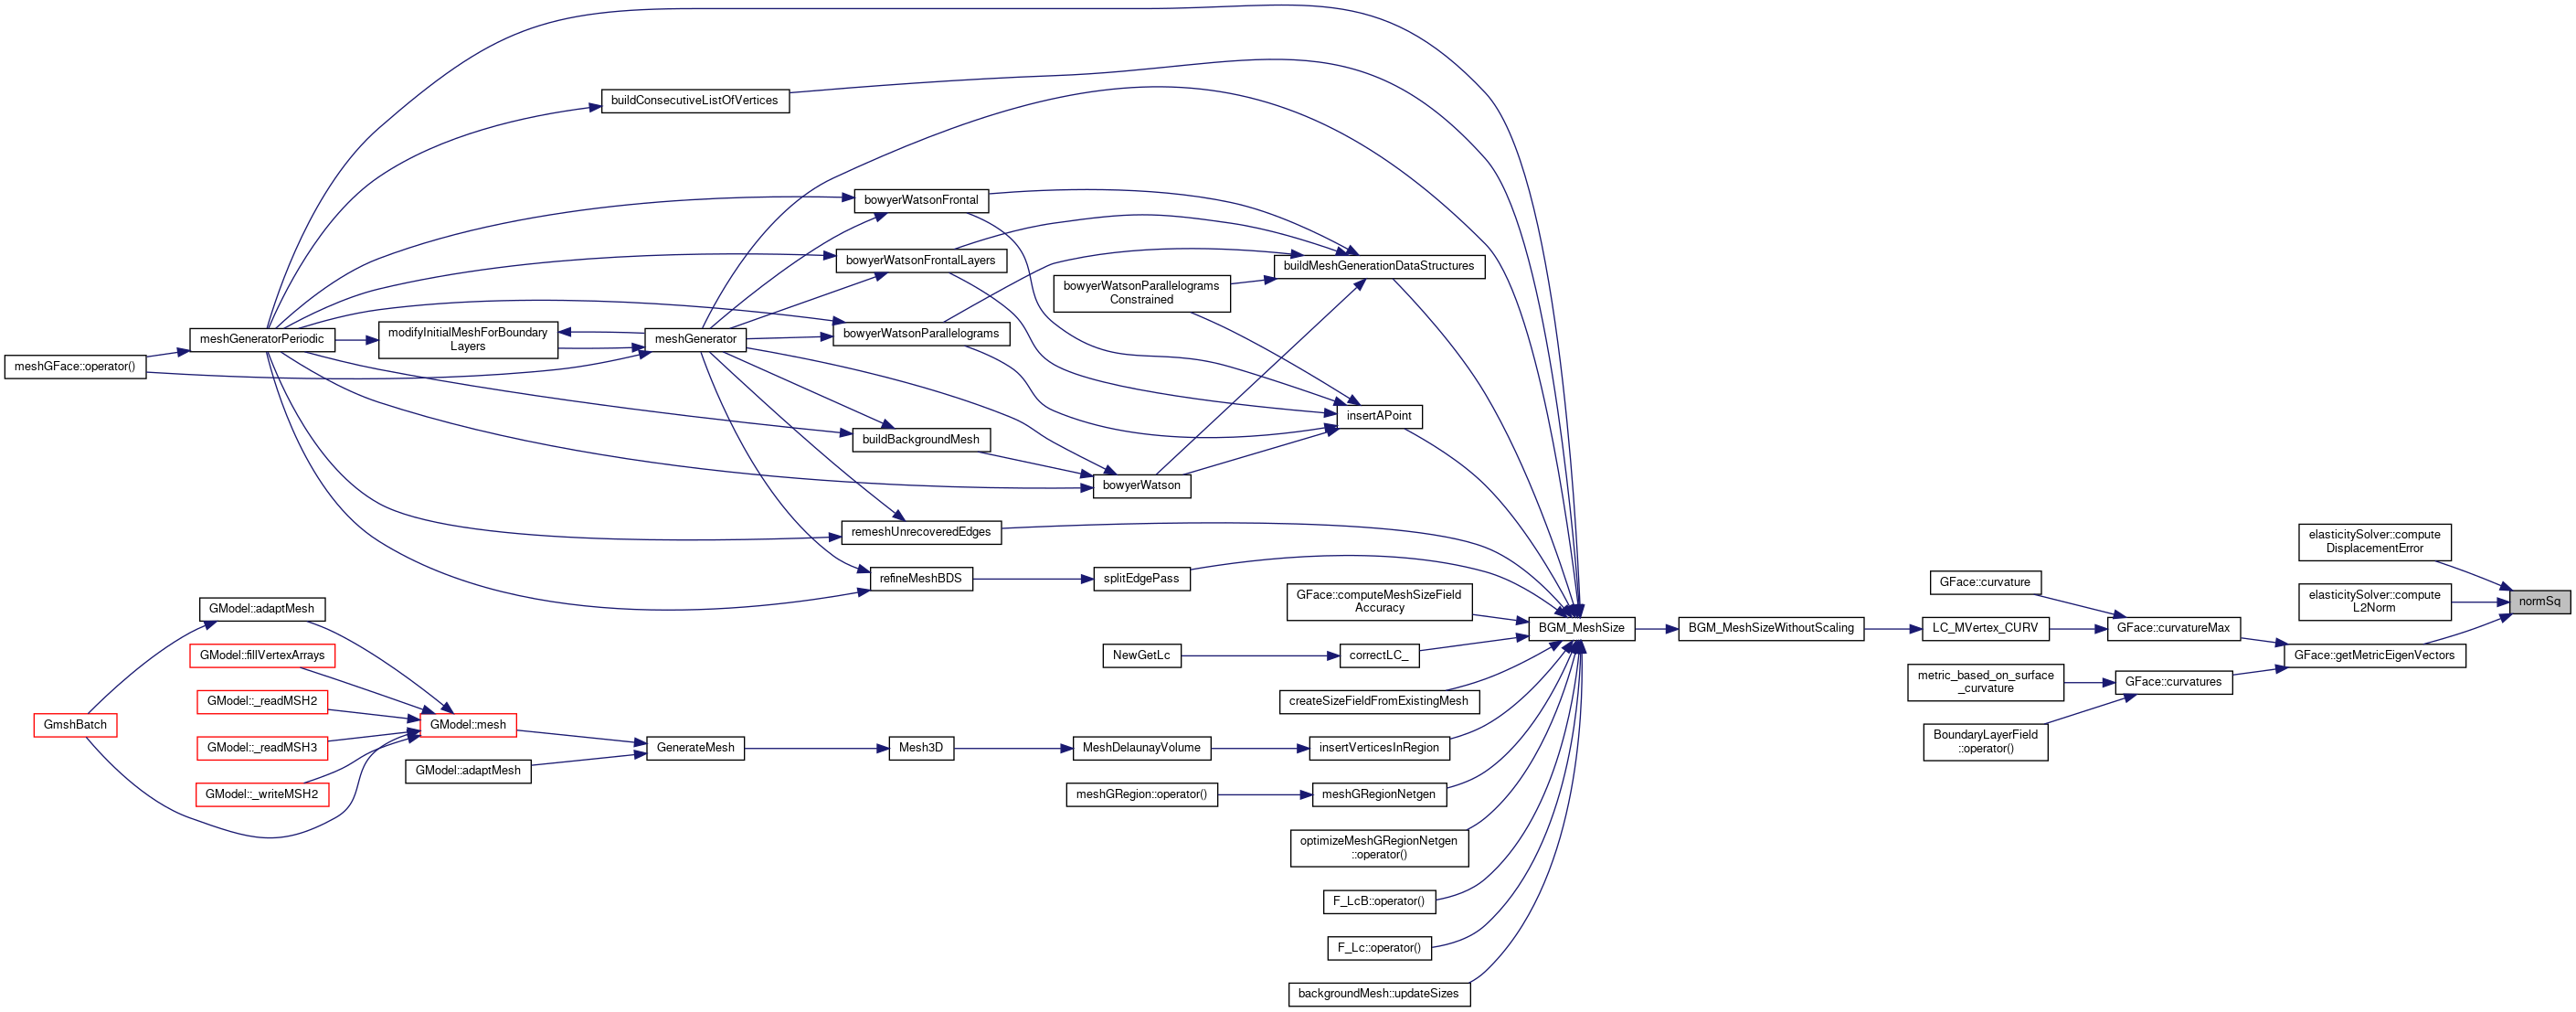 buildConsecutiveListOfVertices
bowyerWatsonFrontal
bowyerWatsonFrontalLayers
buildMeshGenerationDataStructures
bowyerWatsonParallelograms
Constrained
meshGeneratorPeriodic
modifyInitialMeshForBoundary
Layers
meshGenerator
bowyerWatsonParallelograms
meshGFace::operator()
insertAPoint
buildBackgroundMesh
bowyerWatson
remeshUnrecoveredEdges
refineMeshBDS
splitEdgePass
elasticitySolver::compute
DisplacementError
GFace::curvature
elasticitySolver::compute
L2Norm
normSq
GModel::adaptMesh
GFace::computeMeshSizeField
Accuracy
BGM_MeshSize
BGM_MeshSizeWithoutScaling
LC_MVertex_CURV
GFace::curvatureMax
GModel::fillVertexArrays
NewGetLc
correctLC_
GFace::getMetricEigenVectors
metric_based_on_surface
_curvature
GFace::curvatures
GModel::_readMSH2
createSizeFieldFromExistingMesh
GmshBatch
GModel::mesh
BoundaryLayerField
::operator()
GModel::_readMSH3
GenerateMesh
Mesh3D
MeshDelaunayVolume
insertVerticesInRegion
GModel::adaptMesh
GModel::_writeMSH2
meshGRegion::operator()
meshGRegionNetgen
optimizeMeshGRegionNetgen
::operator()
F_LcB::operator()
F_Lc::operator()
backgroundMesh::updateSizes